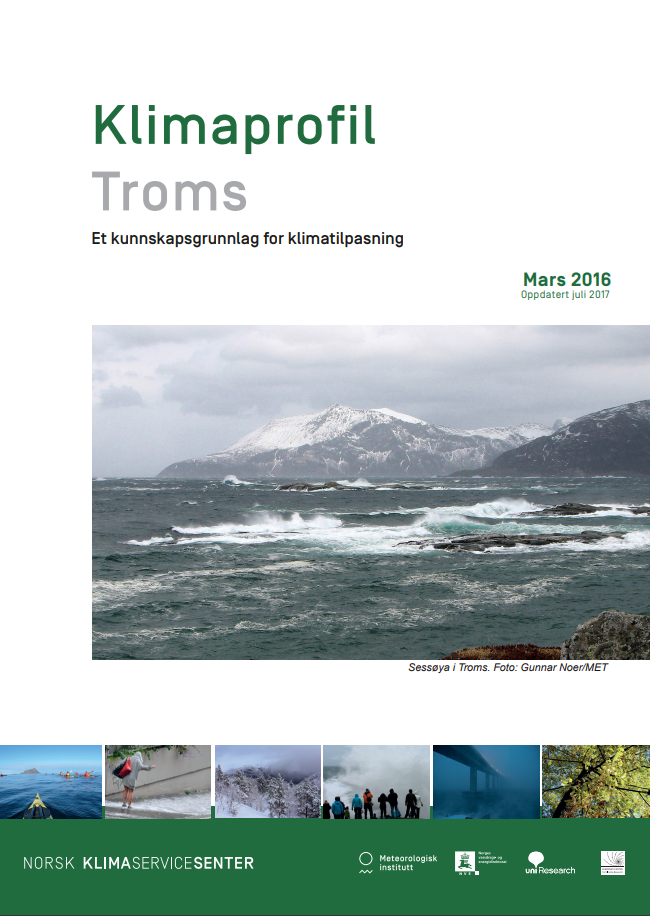 Klimaprofil
Troms
Et kunnskapsgrunnlag for klimatilpasning
Mars 2016
Oppdatert juli 2017
Sessøya i Troms. Foto: Gunnar Noer/MET
NORSK KLIMASERVICESENTER
Meteorologisk
institutt
Norges
vassdrags- og
energidirektorat
NVE
uni Research